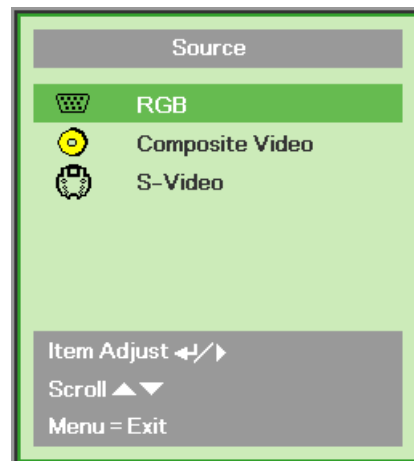 Source
RGB
Composite Video
S-Video
Item Adjust ↵/▶
Scroll ▲▼
Menu = Exit